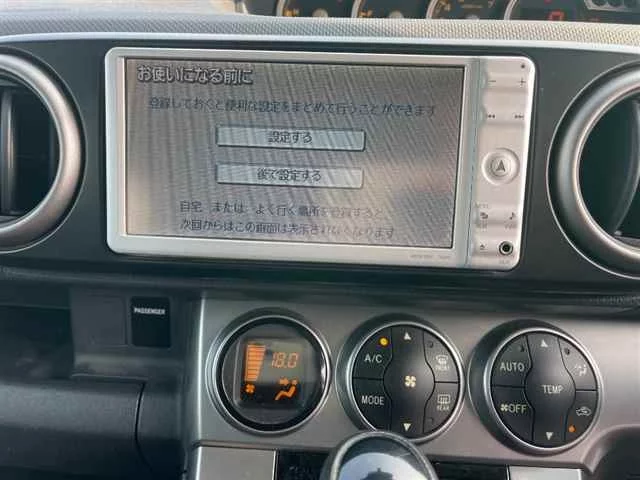 お使いになる前に
登録しておくと便利な設定をまとめて行うことができます
設定する
後で設定する
自宅、または、よく行く場所を登録すると、
次回からはこの画面は表示されなくなります
PASSENGER
18.0
A/C
FRONT
MODE
REAR
AUTO
TEMP
OFF